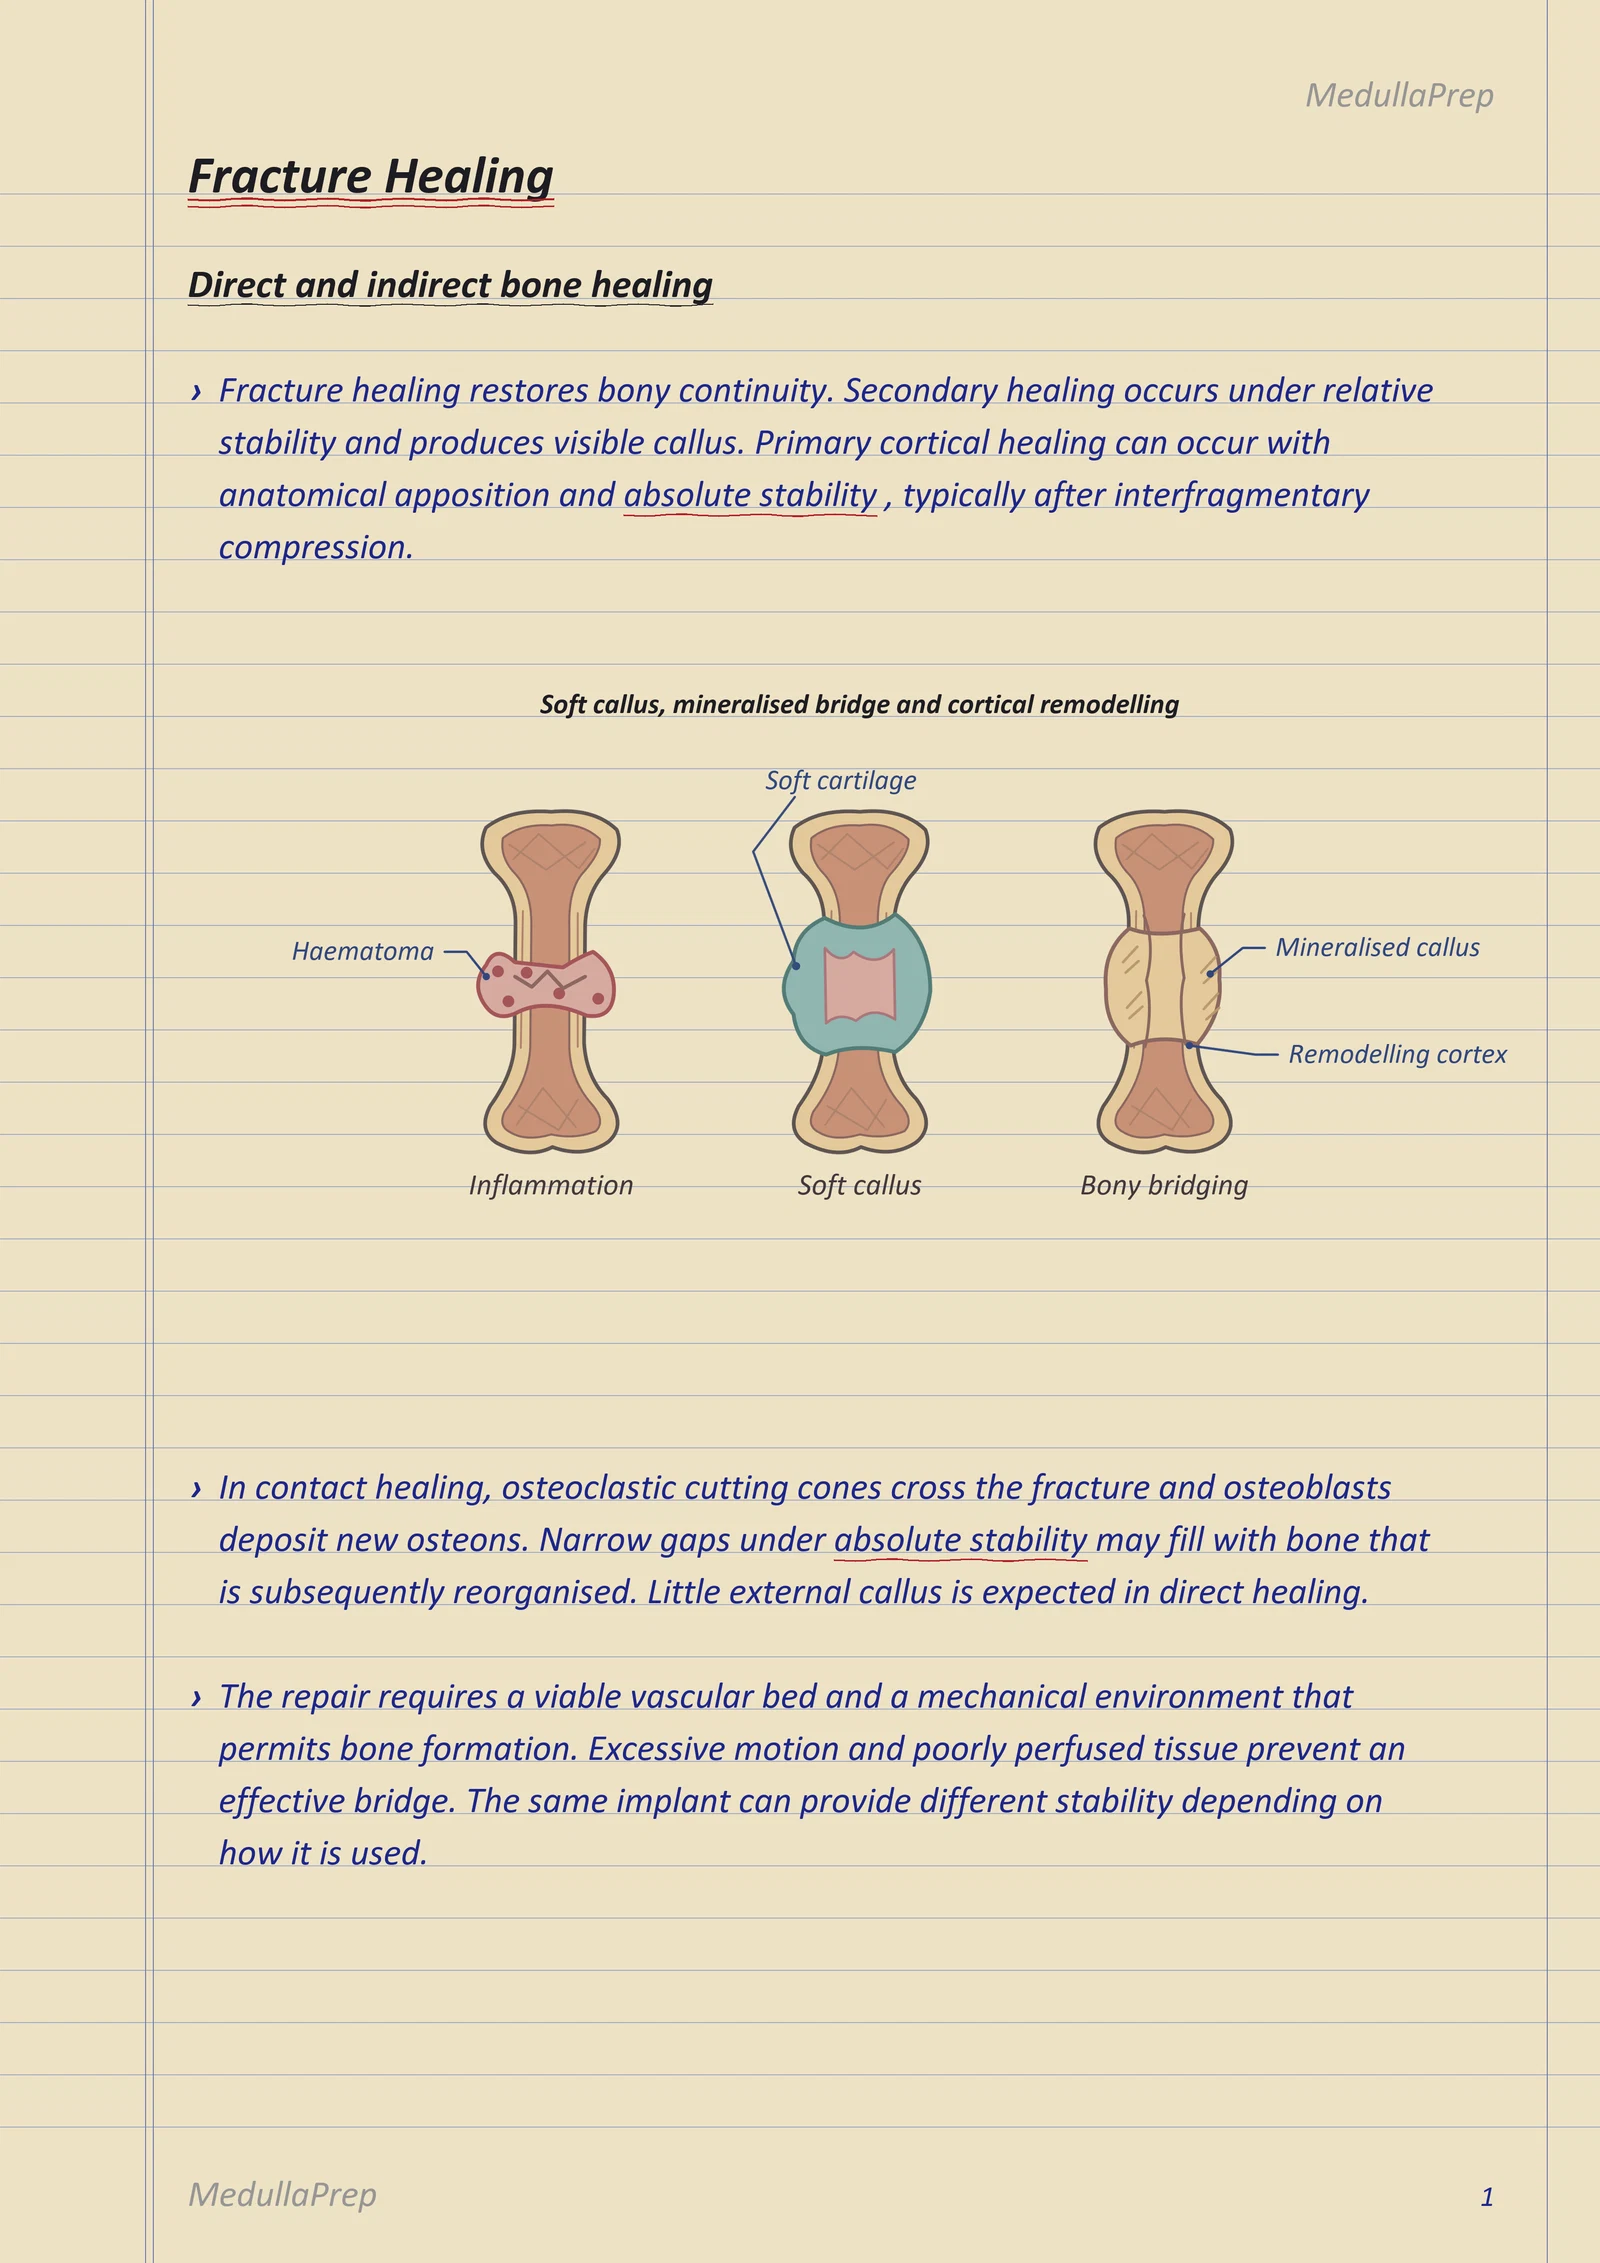 MedullaPrep
Fracture Healing
Direct and indirect bone healing
› Fracture healing restores bony continuity. Secondary healing occurs under relative
stability and produces visible callus. Primary cortical healing can occur with
anatomical apposition and absolute stability , typically after interfragmentary
compression.
Soft callus, mineralised bridge and cortical remodelling
Soft cartilage
Haematoma
Mineralised callus
Remodelling cortex
Inflammation
Soft callus
Bony bridging
› In contact healing, osteoclastic cutting cones cross the fracture and osteoblasts
deposit new osteons. Narrow gaps under absolute stability may fill with bone that
is subsequently reorganised. Little external callus is expected in direct healing.
› The repair requires a viable vascular bed and a mechanical environment that
permits bone formation. Excessive motion and poorly perfused tissue prevent an
effective bridge. The same implant can provide different stability depending on
how it is used.
MedullaPrep
1